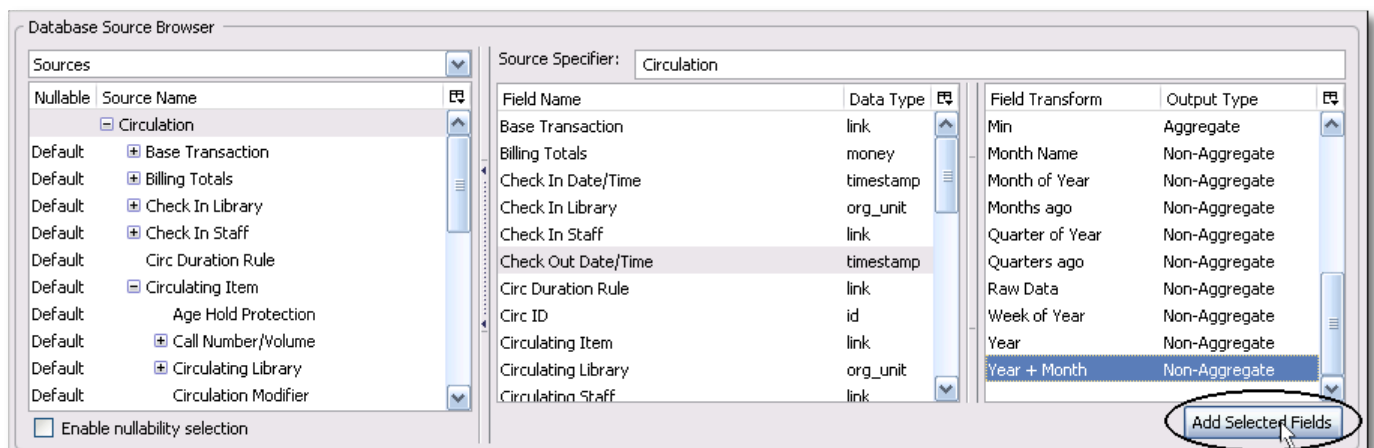 Database Source Browser
Sources
Nullable Source Name
Circulation
Default Base Transaction
Default Billing Totals
Default Check In Library
Default Check In Staff
Default Circ Duration Rule
Default Circulating Item
Default Age Hold Protection
Default Call Number/Volume
Default Circulating Library
Default Circulation Modifier
Enable nullability selection
Source Specifier: Circulation
Field Name Data Type
Base Transaction link
Billing Totals money
Check In Date/Time timestamp
Check In Library org_unit
Check In Staff link
Check Out Date/Time timestamp
Circ Duration Rule link
Circ ID id
Circulating Item link
Circulating Library org_unit
Circulating Staff link
Field Transform Output Type
Min Aggregate
Month Name Non-Aggregate
Month of Year Non-Aggregate
Months ago Non-Aggregate
Quarter of Year Non-Aggregate
Quarters ago Non-Aggregate
Raw Data Non-Aggregate
Week of Year Non-Aggregate
Year Non-Aggregate
Year + Month Non-Aggregate
Add Selected Fields